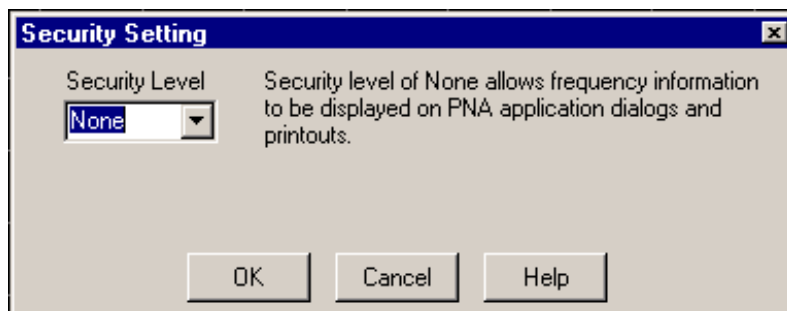 Security Setting
Security Level
None
Security level of None allows frequency information
to be displayed on PNA application dialogs and
printouts.
OK
Cancel
Help